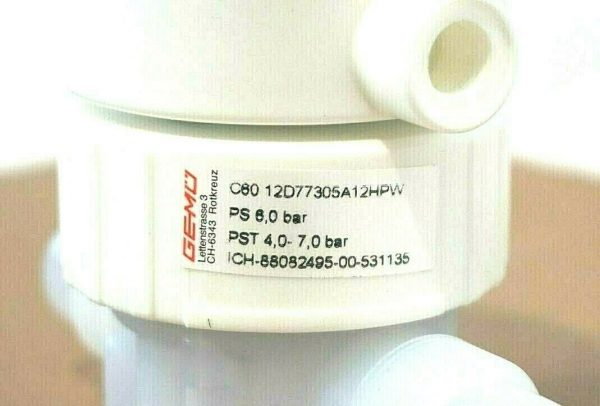 GEMÜ
Lettenstrasse 3
CH-6343 Rotkreuz
C60 12D77305A12HPW
PS 6,0 bar
PST 4,0- 7,0 bar
ICH-88082495-00-531135